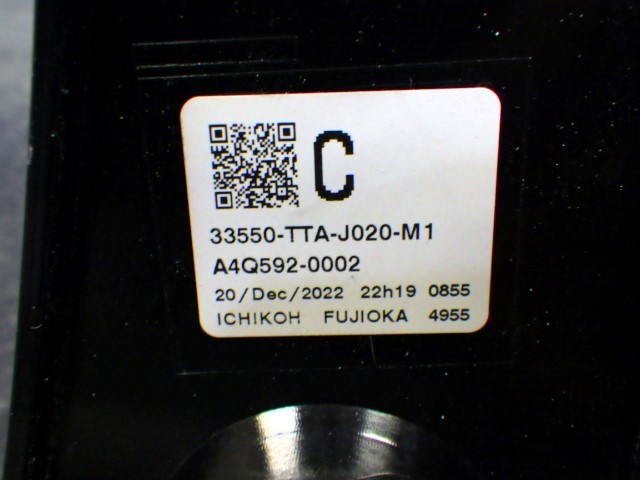 C
33550-TTA-J020-M1
A4Q592-0002
20/Dec/2022 22h19 0855
ICHIKOH FUJIOKA 4955